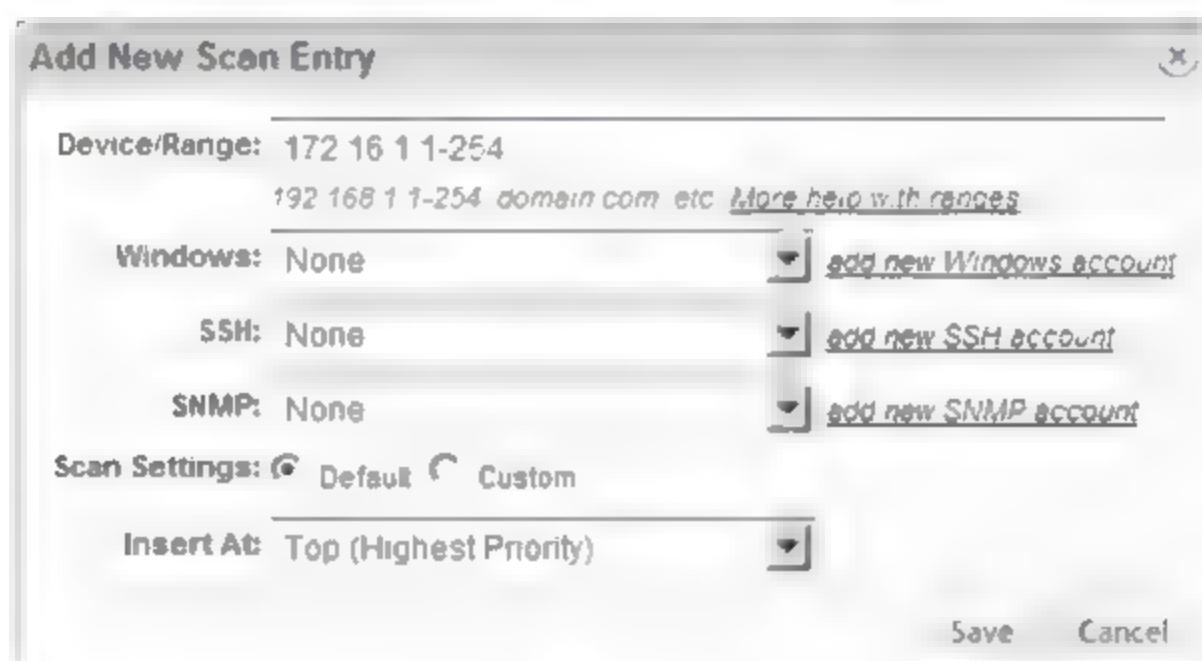 Add New Scan Entry
Device/Range: 172 16 1 1-254
192 168 1 1-254 domain com etc More help with ranges
Windows: None add new Windows account
SSH: None add new SSH account
SNMP: None add new SNMP account
Scan Settings: Default Custom
Insert At: Top (Highest Priority)
Save Cancel